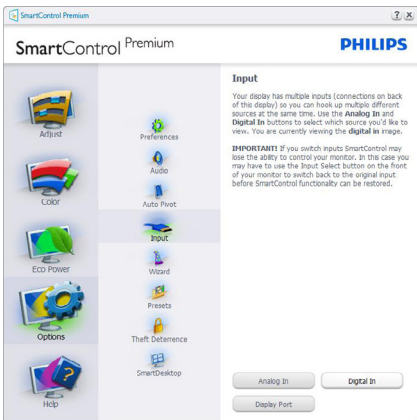 SmartControl Premium
SmartControl Premium
PHILIPS
Adjust
Color
Eco Power
Options
Help
Preferences
Audio
Auto Pivot
Input
Wizard
Presets
Theft Deterrence
SmartDesktop
Input
Your display has multiple inputs (connections on back
of this display) so you can hook up multiple different
sources at the same time. Use the Analog In and
Digital In buttons to select which source you'd like to
view. You are currently viewing the digital in image.
IMPORTANT! If you switch inputs SmartControl may
lose the ability to control your monitor. In this case you
may have to use the Input Select button on the front
of your monitor to switch back to the original input
before SmartControl functionality can be restored.
Analog In
Digital In
Display Port